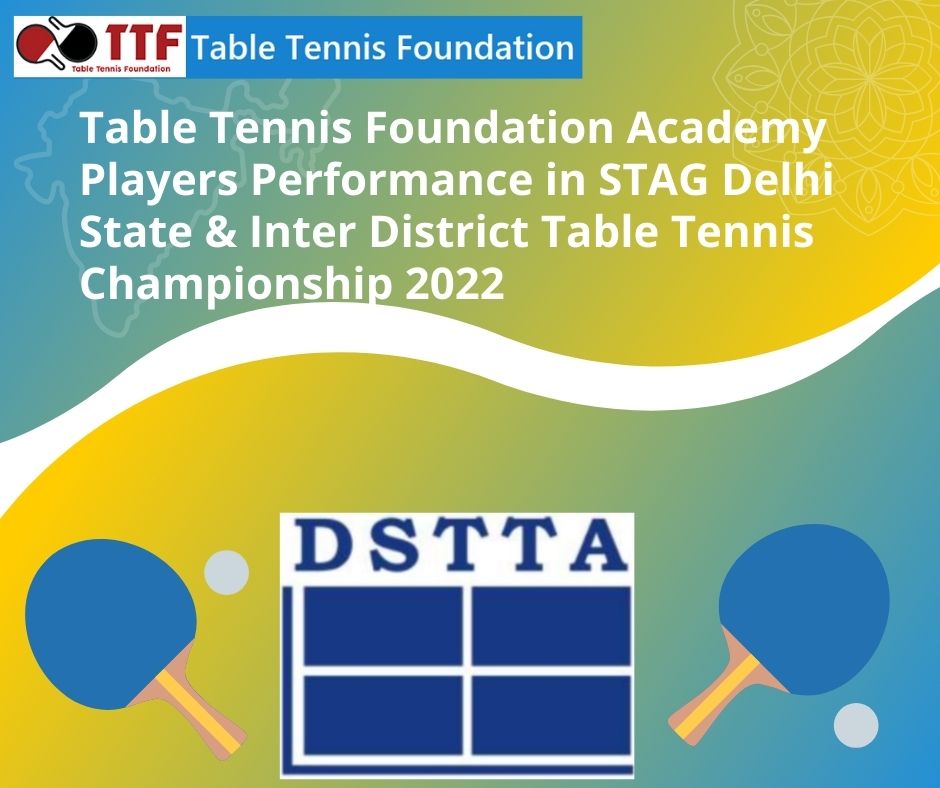 TTF
Table Tennis Foundation
Table Tennis Foundation
Table Tennis Foundation Academy
Players Performance in STAG Delhi
State & Inter District Table Tennis
Championship 2022
DSTTA